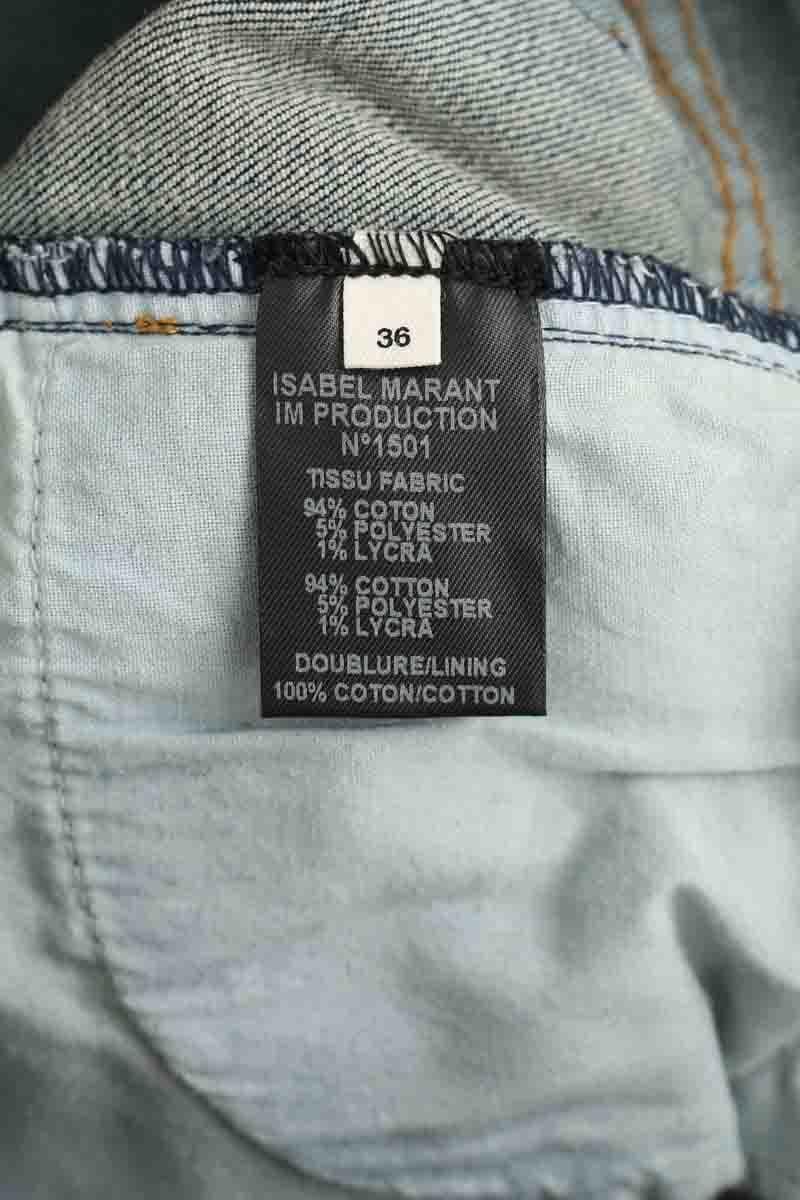 36
ISABEL MARANT
IM PRODUCTION
N°1501
TISSU FABRIC
94% COTON
5% POLYESTER
1% LYCRA
94% COTTON
5% POLYESTER
1% LYCRA
DOUBLURE/LINING
100% COTON/COTTON